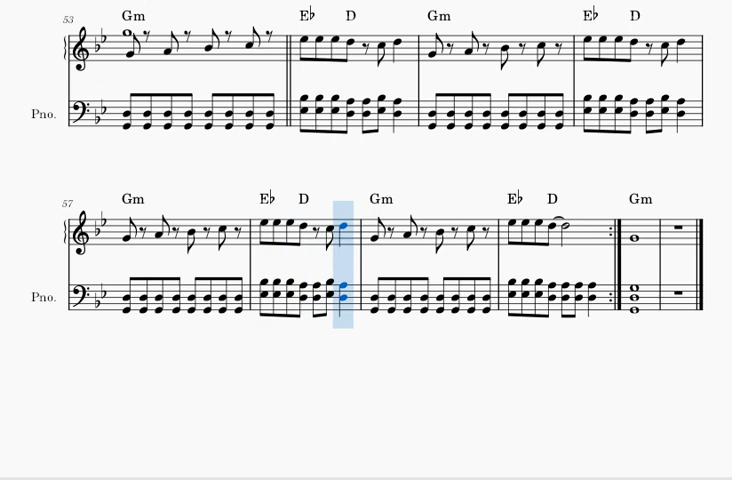 53 Gm E♭ D Gm E♭ D
Pno.
57 Gm E♭ D Gm E♭ D Gm
Pno.